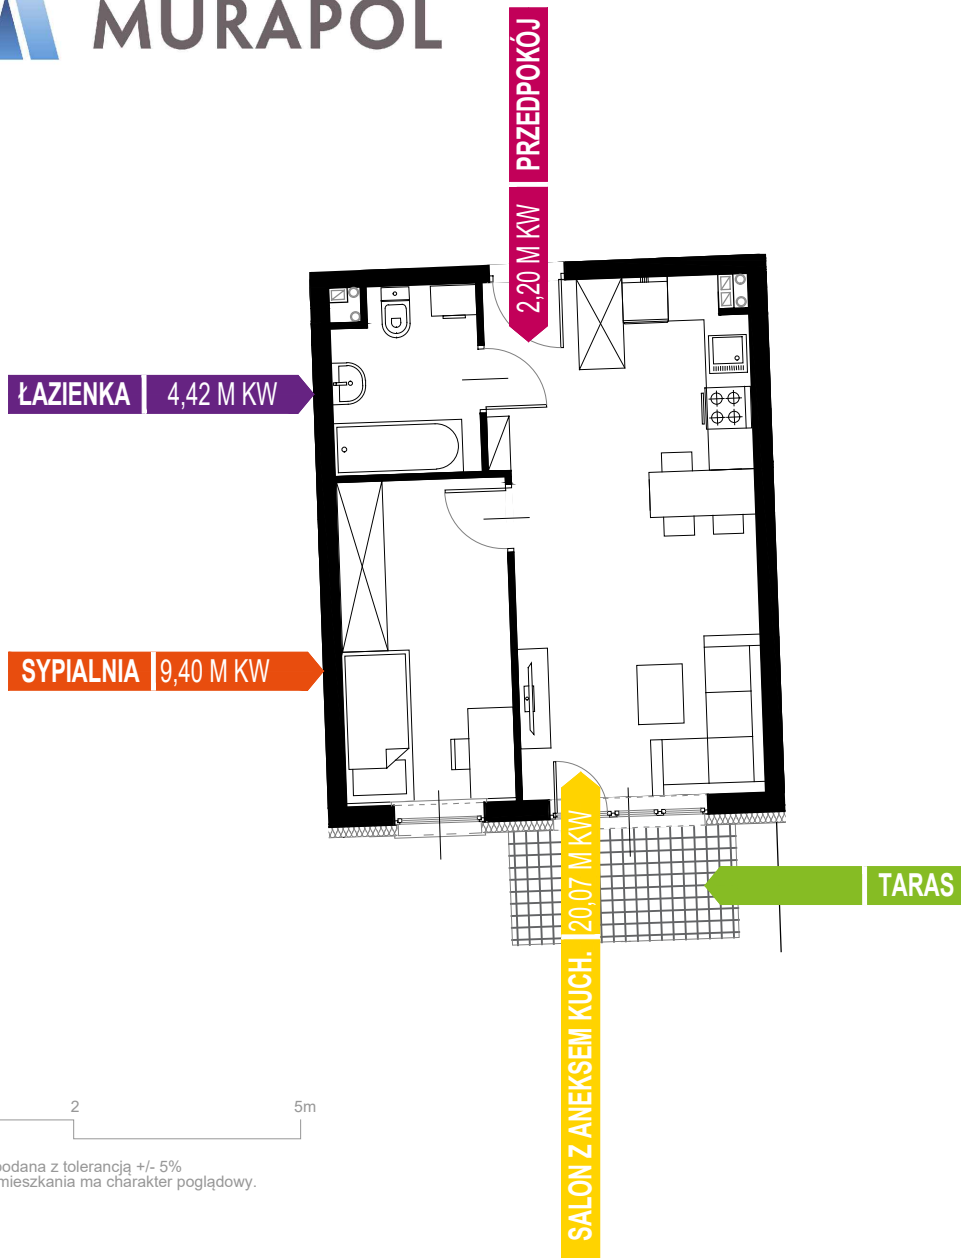 MURAPOL
PRZEDPOKÓJ
2,20 M KW
ŁAZIENKA 4,42 M KW
SYPIALNIA 9,40 M KW
20,07 M KW
SALON Z ANEKSEM KUCH.
TARAS
2 5m
podana z tolerancją +/- 5%
mieszkania ma charakter poglądowy.